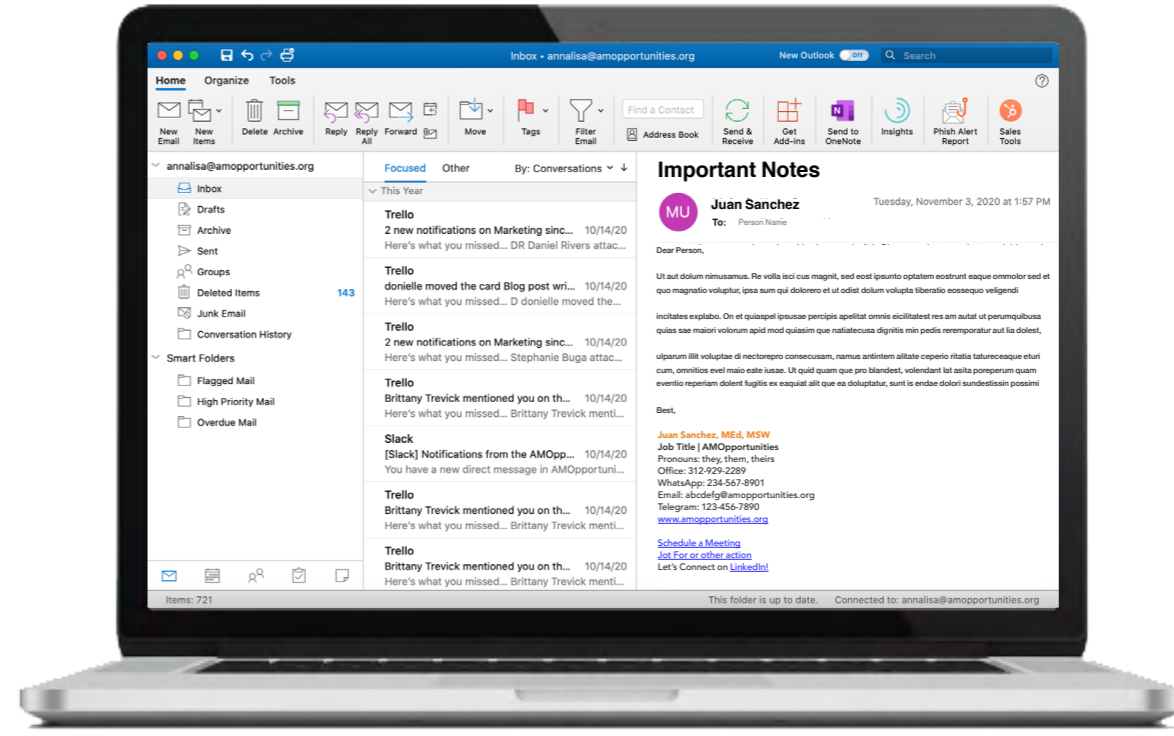 Inbox • annalisa@amopportunities.org
New Outlook Off
Search
Home Organize Tools
New Email
New Items
Delete
Archive
Reply
Reply All
Forward
Move
Tags
Filter Email
Find a Contact
Address Book
Send & Receive
Get Add-ins
N
Send to OneNote
Insights
Phish Alert Report
Sales Tools
annalisa@amopportunities.org
Inbox
Drafts
Archive
Sent
Groups
Deleted Items 143
Junk Email
Conversation History
Smart Folders
Flagged Mail
High Priority Mail
Overdue Mail
Items: 721
Focused Other By: Conversations
This Year
Trello
2 new notifications on Marketing sinc... 10/14/20
Here's what you missed... DR Daniel Rivers attac...
Trello
donielle moved the card Blog post wri... 10/14/20
Here's what you missed... D donielle moved the...
Trello
2 new notifications on Marketing sinc... 10/14/20
Here's what you missed... Stephanie Buga attac...
Trello
Brittany Trevick mentioned you on th... 10/14/20
Here's what you missed... Brittany Trevick menti...
Slack
[Slack] Notifications from the AMOpp... 10/14/20
You have a new direct message in AMOpportuni...
Trello
Brittany Trevick mentioned you on th... 10/14/20
Here's what you missed... Brittany Trevick menti...
Trello
Brittany Trevick mentioned you on th... 10/14/20
Here's what you missed... Brittany Trevick menti...
Important Notes
MU
Juan Sanchez
Tuesday, November 3, 2020 at 1:57 PM
To: Person Name
Dear Person,
Ut aut dolum nimusamus. Re volla isci cus magnit, sed eost ipsunto optatem eostrunt eaque ommolor sed et
quo magnatio voluptur, ipsa sum qui dolorero et ut odist dolum volupta tiberatio eossequo veligendi
incitates explabo. On et quiaspel ipsusae percipis apelitat omnis eicilitatest res am autat ut perumquibusa
quias sae maiori volorum apid mod quiasim que natiatecusa dignitis min pedis reremporatur aut lia dolest,
ulparum illit voluptae di nectorepro consecusam, namus antintem alitate ceperio ritatia tatureceaque eturi
cum, omnitios evel maio eate iusae. Ut quid quam que pro blandest, volendant lat asita poreperum quam
eventio reperiam dolent fugitis ex eaquiat alit que ea doluptatur, sunt is endae dolori sundestissin possimi
Best,
Juan Sanchez, MEd, MSW
Job Title | AMOpportunities
Pronouns: they, them, theirs
Office: 312-929-2289
WhatsApp: 234-567-8901
Email: abcdefg@amopportunities.org
Telegram: 123-456-7890
www.amopportunities.org
Schedule a Meeting
Jot For or other action
Let's Connect on LinkedIn!
This folder is up to date. Connected to: annalisa@amopportunities.org